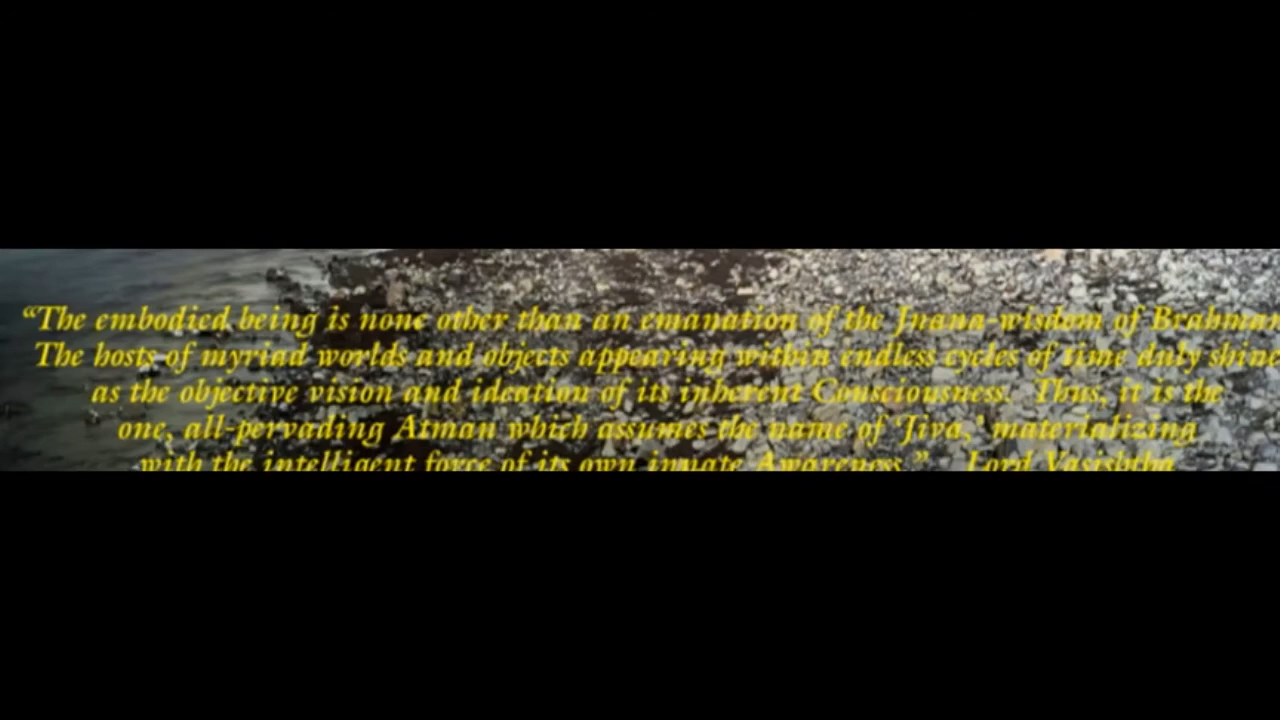 “The embodied being is none other than an emanation of the Jnana-wisdom of Brahman
The hosts of myriad worlds and objects appearing within endless cycles of time duly shine
as the objective vision and ideation of its inherent Consciousness. Thus, it is the
one, all-pervading Atman which assumes the name of ‘Jiva,’ materializing
with the intelligent force of its own innate Awareness.” Lord Vasishtha